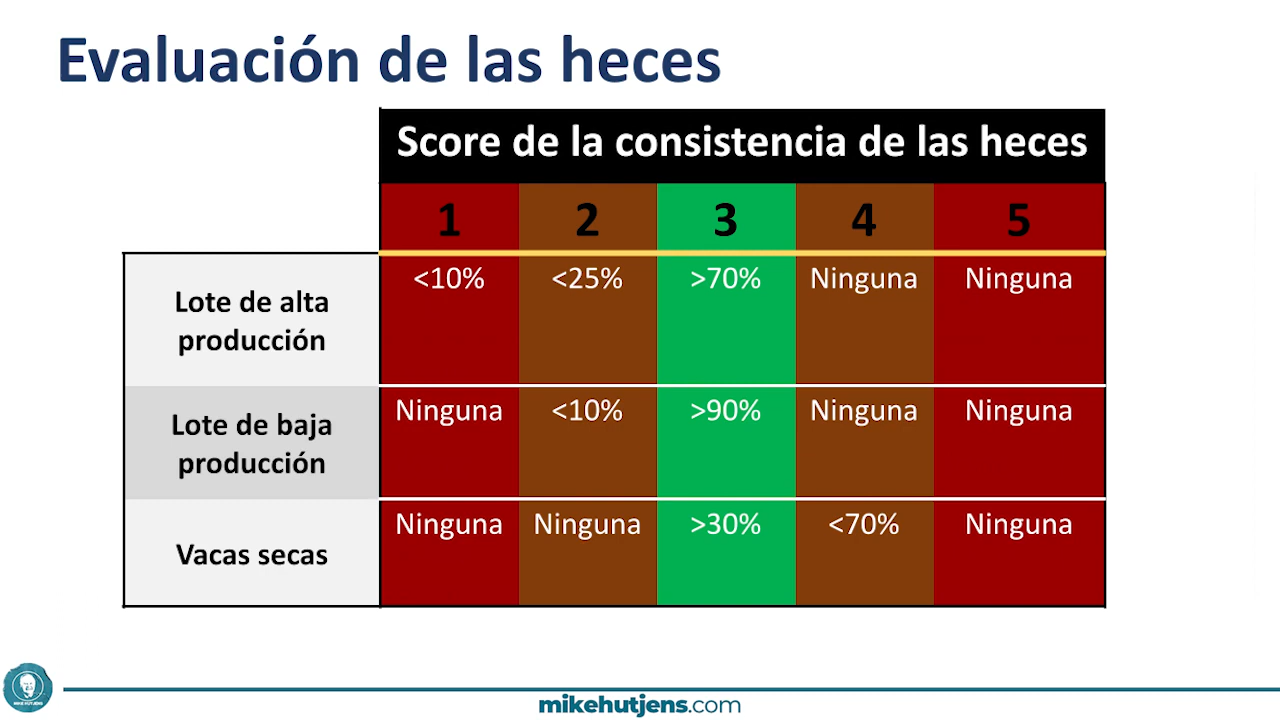 Evaluación de las heces
Score de la consistencia de las heces
1 2 3 4 5
Lote de alta
producción
<10% <25% >70% Ninguna Ninguna
Lote de baja
producción
Ninguna <10% >90% Ninguna Ninguna
Vacas secas
Ninguna Ninguna >30% <70% Ninguna
MIKE HUTJENS
mikehutjens.com